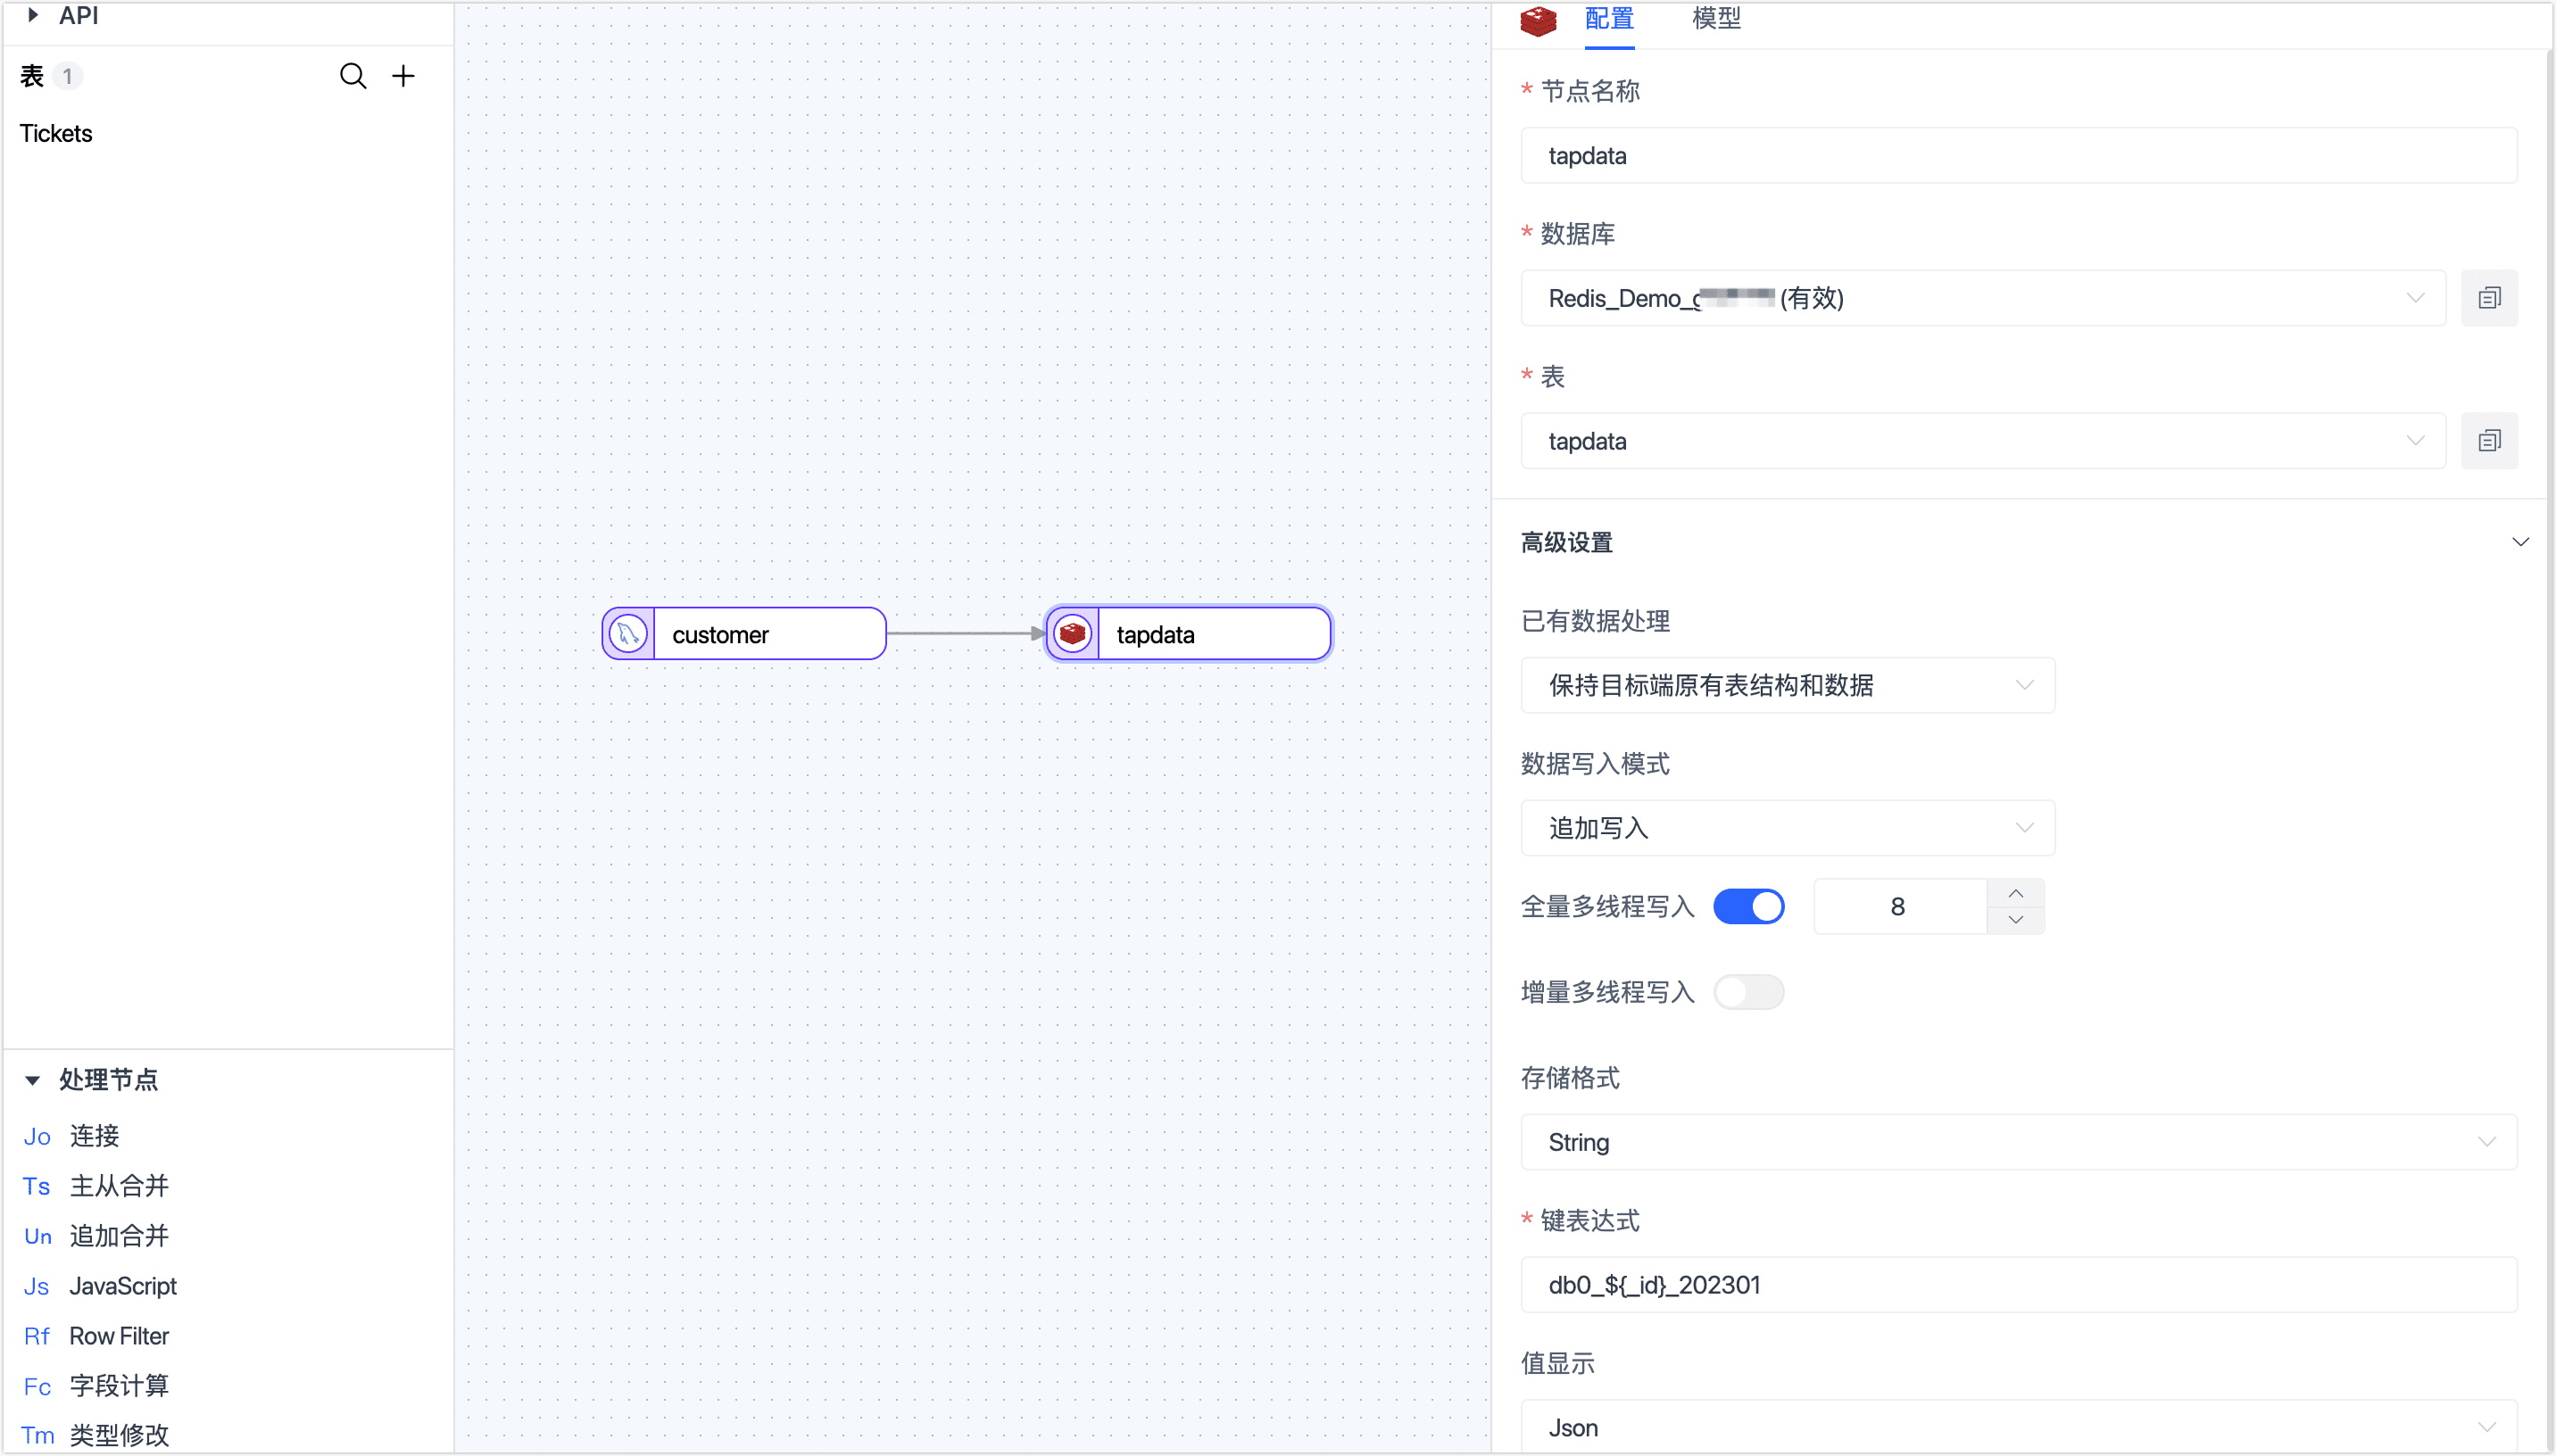 API
表 1
Tickets
处理节点
Jo 连接
Ts 主从合并
Un 追加合并
Js JavaScript
Rf Row Filter
Fc 字段计算
Tm 类型修改
customer
tapdata
配置 模型
* 节点名称
tapdata
* 数据库
Redis_Demo_ (有效)
* 表
tapdata
高级设置
已有数据处理
保持目标端原有表结构和数据
数据写入模式
追加写入
全量多线程写入 8
增量多线程写入
存储格式
String
* 键表达式
db0_${_id}_202301
值显示
Json